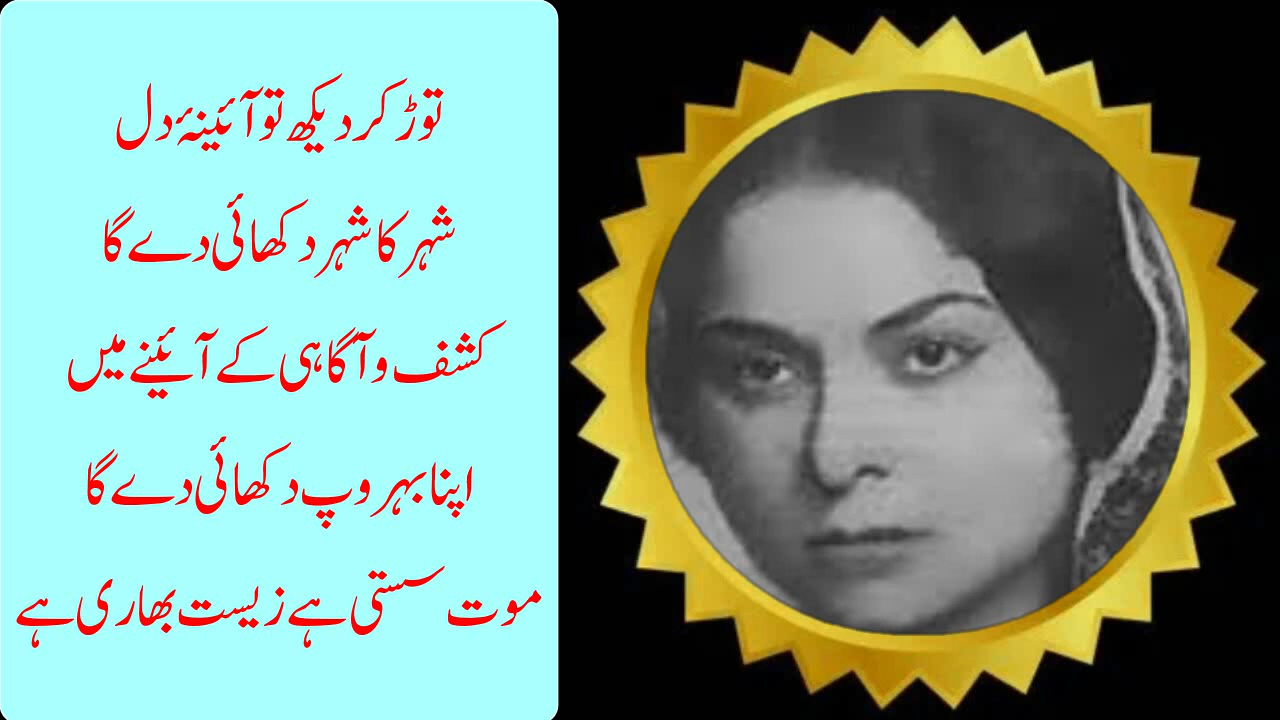 توڑ کر دیکھ تو آئینۂ دل
شہر کا شہر دکھائی دے گا
کشف و آگاہی کے آئینے میں
اپنا بہروپ دکھائی دے گا
موت سستی ہے زیست بھاری ہے